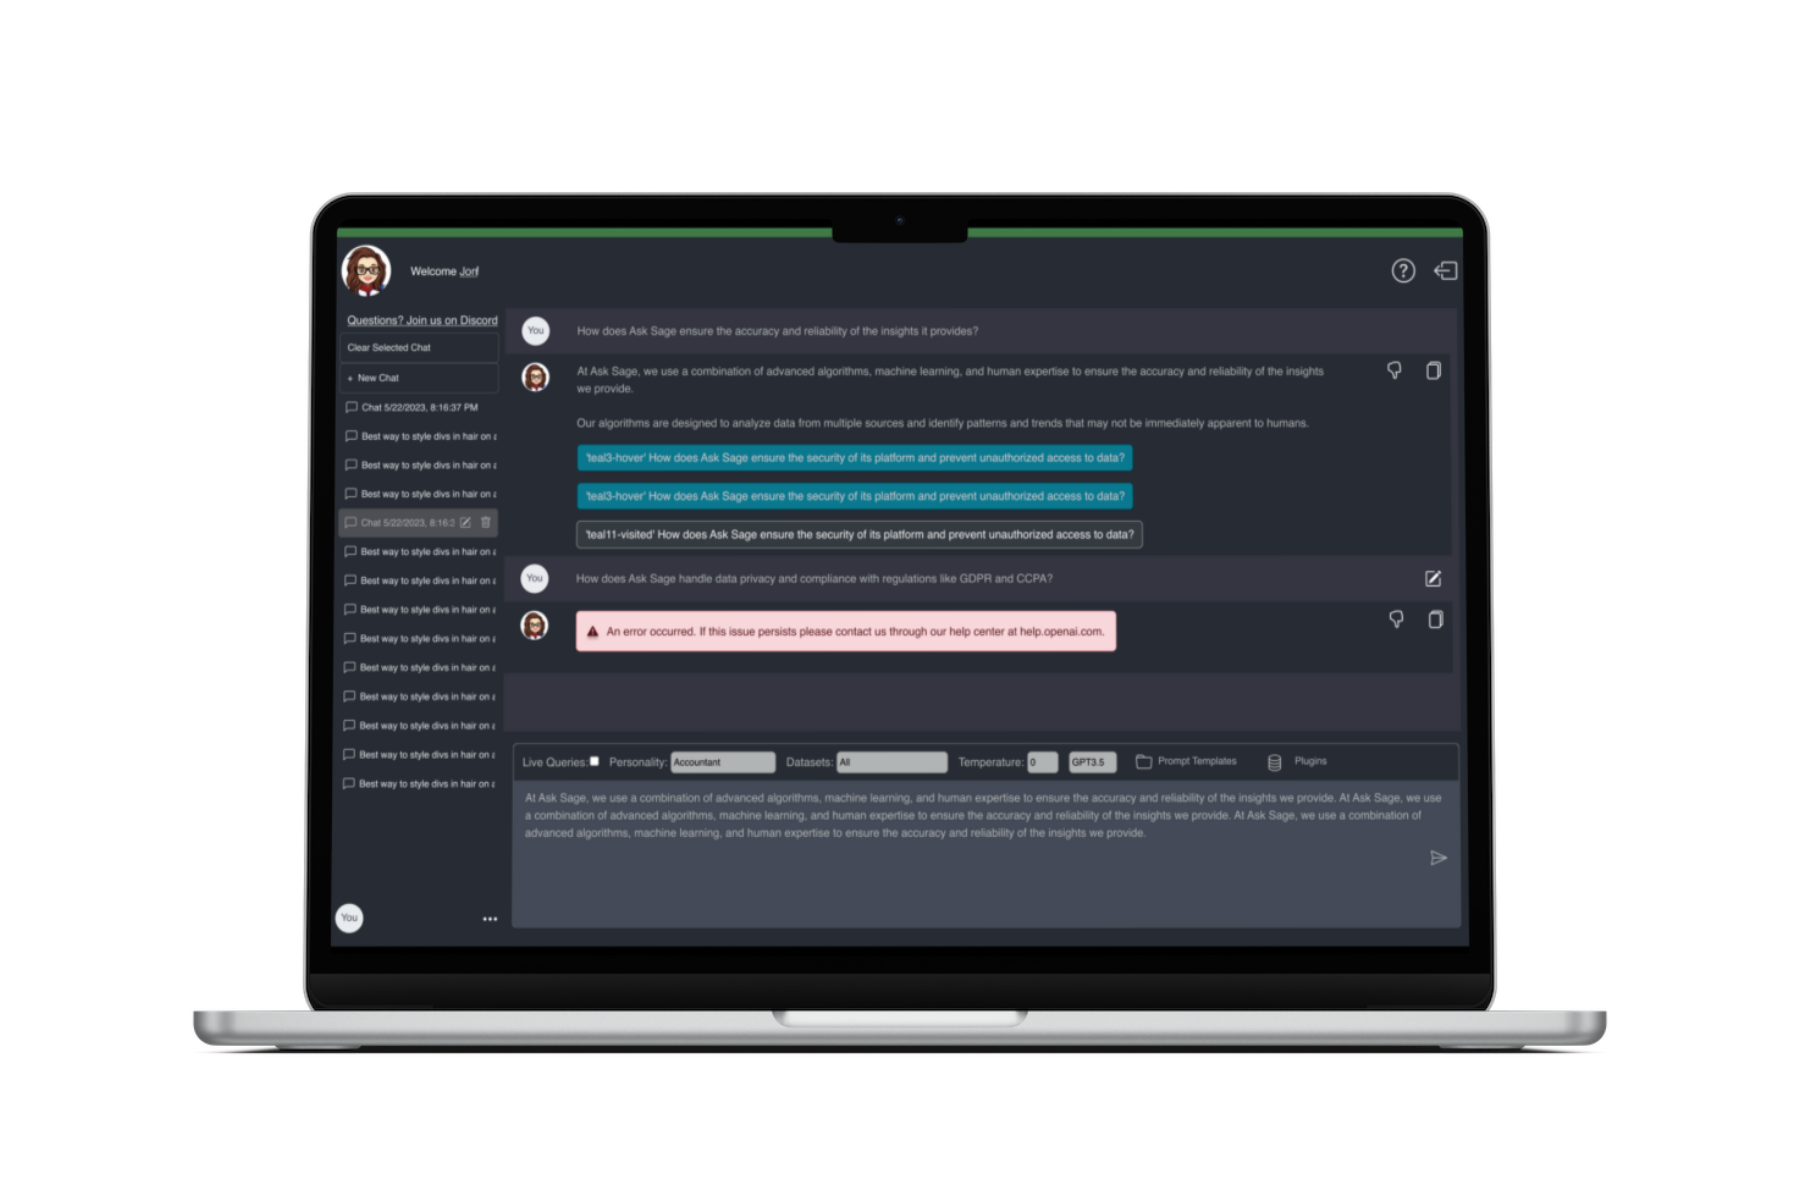 Welcome Jonf
Questions? Join us on Discord
Clear Selected Chat
+ New Chat
Chat 5/22/2023, 8:16:37 PM
Best way to style divs in hair on a
Best way to style divs in hair on a
Best way to style divs in hair on a
Chat 5/22/2023, 8:16:3
Best way to style divs in hair on a
Best way to style divs in hair on a
Best way to style divs in hair on a
Best way to style divs in hair on a
Best way to style divs in hair on a
Best way to style divs in hair on a
Best way to style divs in hair on a
Best way to style divs in hair on a
Best way to style divs in hair on a
You
You
How does Ask Sage ensure the accuracy and reliability of the insights it provides?
At Ask Sage, we use a combination of advanced algorithms, machine learning, and human expertise to ensure the accuracy and reliability of the insights
we provide.
Our algorithms are designed to analyze data from multiple sources and identify patterns and trends that may not be immediately apparent to humans.
'teal3-hover' How does Ask Sage ensure the security of its platform and prevent unauthorized access to data?
'teal3-hover' How does Ask Sage ensure the security of its platform and prevent unauthorized access to data?
'teal11-visited' How does Ask Sage ensure the security of its platform and prevent unauthorized access to data?
You
How does Ask Sage handle data privacy and compliance with regulations like GDPR and CCPA?
An error occurred. If this issue persists please contact us through our help center at help.openai.com.
Live Queries: Personality: Accountant Datasets: All Temperature: 0 GPT3.5 Prompt Templates Plugins
At Ask Sage, we use a combination of advanced algorithms, machine learning, and human expertise to ensure the accuracy and reliability of the insights we provide. At Ask Sage, we use
a combination of advanced algorithms, machine learning, and human expertise to ensure the accuracy and reliability of the insights we provide. At Ask Sage, we use a combination of
advanced algorithms, machine learning, and human expertise to ensure the accuracy and reliability of the insights we provide.